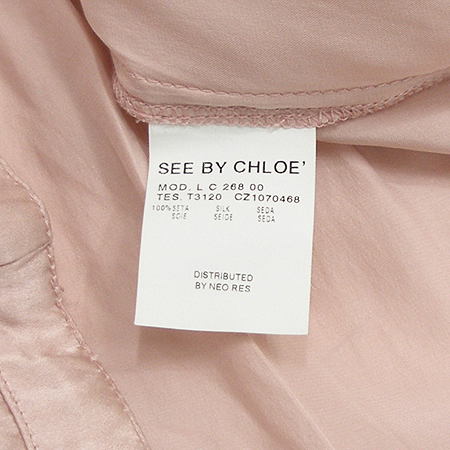 SEE BY CHLOE'
MOD. L C 268 00
TES. T3120 CZ1070468
100%SETA SILK SEDA
SOIE SEIDE SEDA
DISTRIBUTED
BY NEO RES